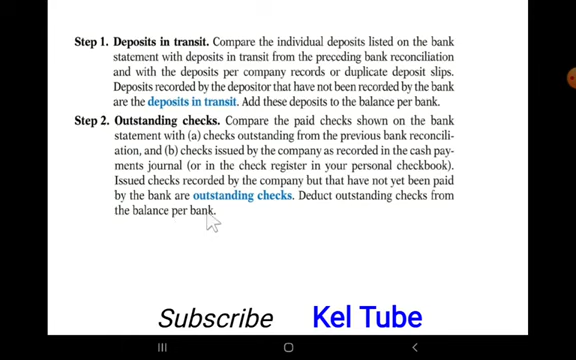 Step 1. Deposits in transit. Compare the individual deposits listed on the bank
statement with deposits in transit from the preceding bank reconciliation
and with the deposits per company records or duplicate deposit slips.
Deposits recorded by the depositor that have not been recorded by the bank
are the deposits in transit. Add these deposits to the balance per bank.
Step 2. Outstanding checks. Compare the paid checks shown on the bank
statement with (a) checks outstanding from the previous bank reconcili-
ation, and (b) checks issued by the company as recorded in the cash pay-
ments journal (or in the check register in your personal checkbook).
Issued checks recorded by the company but that have not yet been paid
by the bank are outstanding checks. Deduct outstanding checks from
the balance per bank.
Subscribe Kel Tube